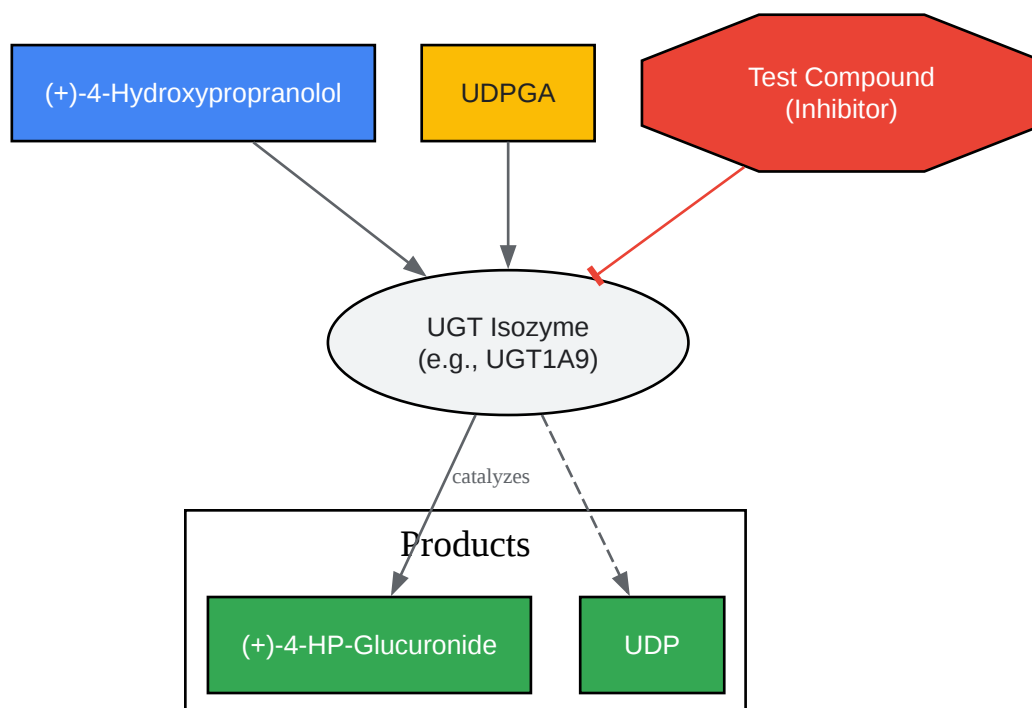 (+)-4-Hydroxypropranolol
UDPGA
Test Compound
(Inhibitor)
UGT Isozyme
(e.g., UGT1A9)
catalyzes
Products
(+)-4-HP-Glucuronide
UDP